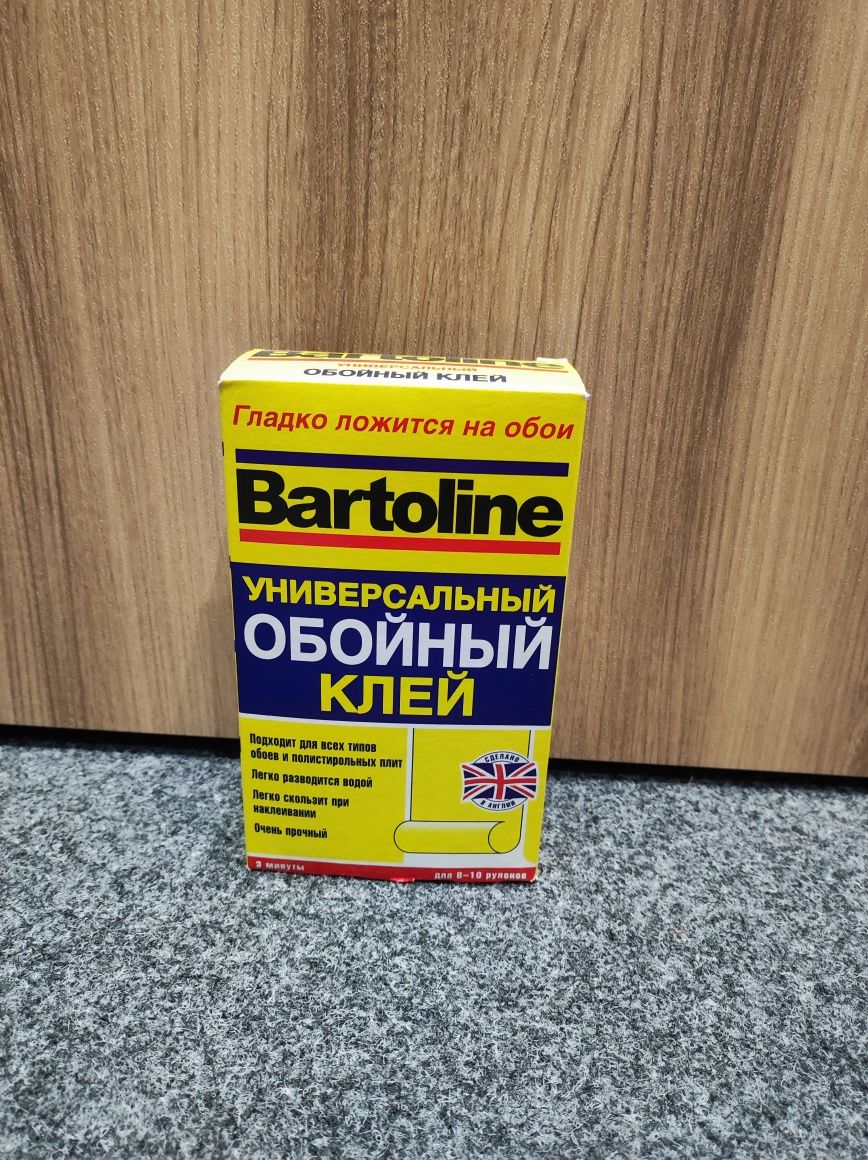 Bartoline
УНИВЕРСАЛЬНЫЙ
ОБОЙНЫЙ КЛЕЙ
Гладко ложится на обои
Bartoline
УНИВЕРСАЛЬНЫЙ
ОБОЙНЫЙ
КЛЕЙ
Подходит для всех типов
обоев и полистирольных плит
Легко разводится водой
Легко скользит при
наклеивании
Очень прочный
СДЕЛАНО
В АНГЛИИ
3 минуты
для 8–10 рулонов